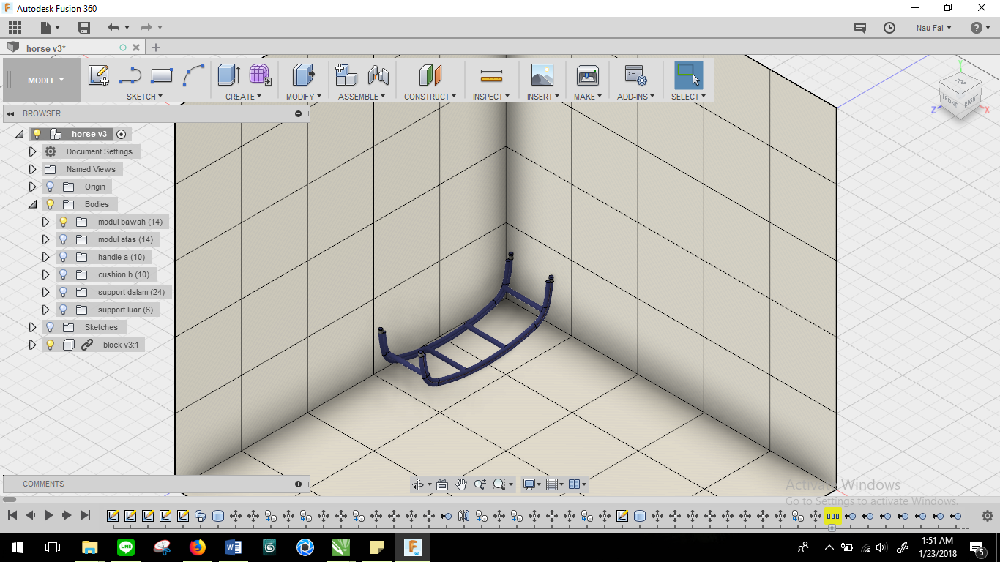 Autodesk Fusion 360
Nau Fal
horse v3*
MODEL
SKETCH
CREATE
MODIFY
ASSEMBLE
CONSTRUCT
INSPECT
INSERT
MAKE
ADD-INS
SELECT
Y
TOP
FRONT
RIGHT
Z
X
BROWSER
horse v3
Document Settings
Named Views
Origin
Bodies
modul bawah (14)
modul atas (14)
handle a (10)
cushion b (10)
support dalam (24)
support luar (6)
Sketches
block v3:1
COMMENTS
Activate Windows
Go to Settings to activate Windows.
1:51 AM
1/23/2018
5